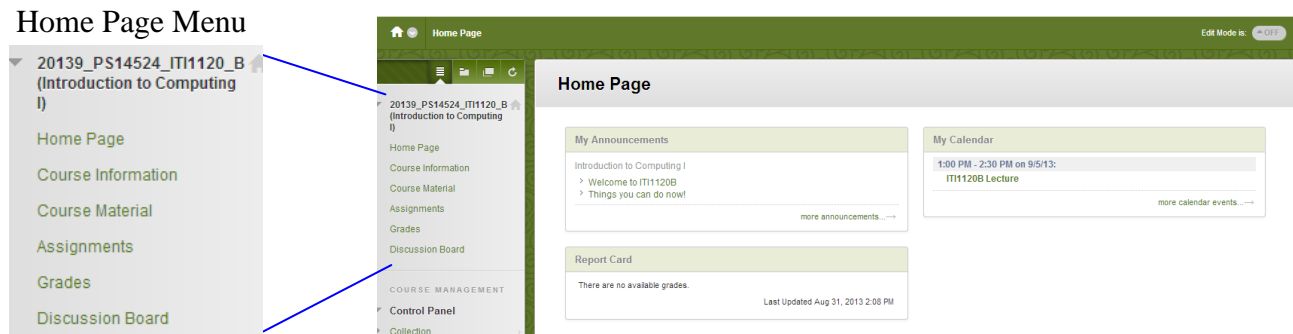 Home Page Menu
20139_PS14524_ITI1120_B
(Introduction to Computing
I)
Home Page
Course Information
Course Material
Assignments
Grades
Discussion Board
Home Page
Edit Mode is: OFF
20139_PS14524_ITI1120_B
(Introduction to Computing
I)
Home Page
Course Information
Course Material
Assignments
Grades
Discussion Board
COURSE MANAGEMENT
Control Panel
Collection
Home Page
My Announcements
Introduction to Computing I
> Welcome to ITI1120B
> Things you can do now!
more announcements...→
Report Card
There are no available grades.
Last Updated Aug 31, 2013 2:08 PM
My Calendar
1:00 PM - 2:30 PM on 9/5/13:
ITI1120B Lecture
more calendar events...→